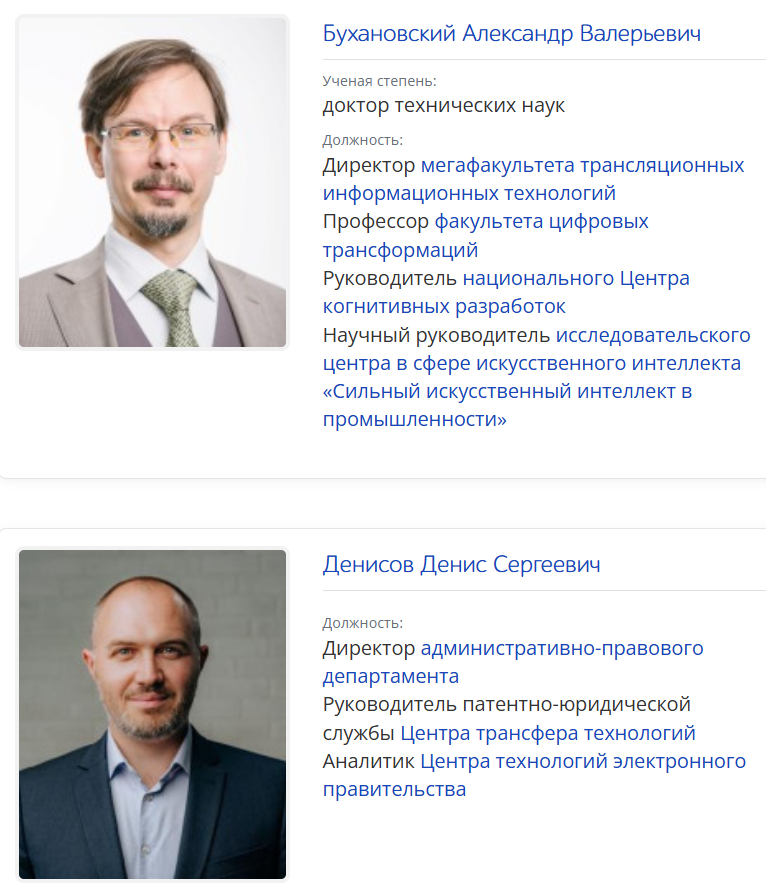 Бухановский Александр Валерьевич
Ученая степень:
доктор технических наук
Должность:
Директор мегафакультета трансляционных
информационных технологий
Профессор факультета цифровых
трансформаций
Руководитель национального Центра
когнитивных разработок
Научный руководитель исследовательского
центра в сфере искусственного интеллекта
«Сильный искусственный интеллект в
промышленности»
Денисов Денис Сергеевич
Должность:
Директор административно-правового
департамента
Руководитель патентно-юридической
службы Центра трансфера технологий
Аналитик Центра технологий электронного
правительства